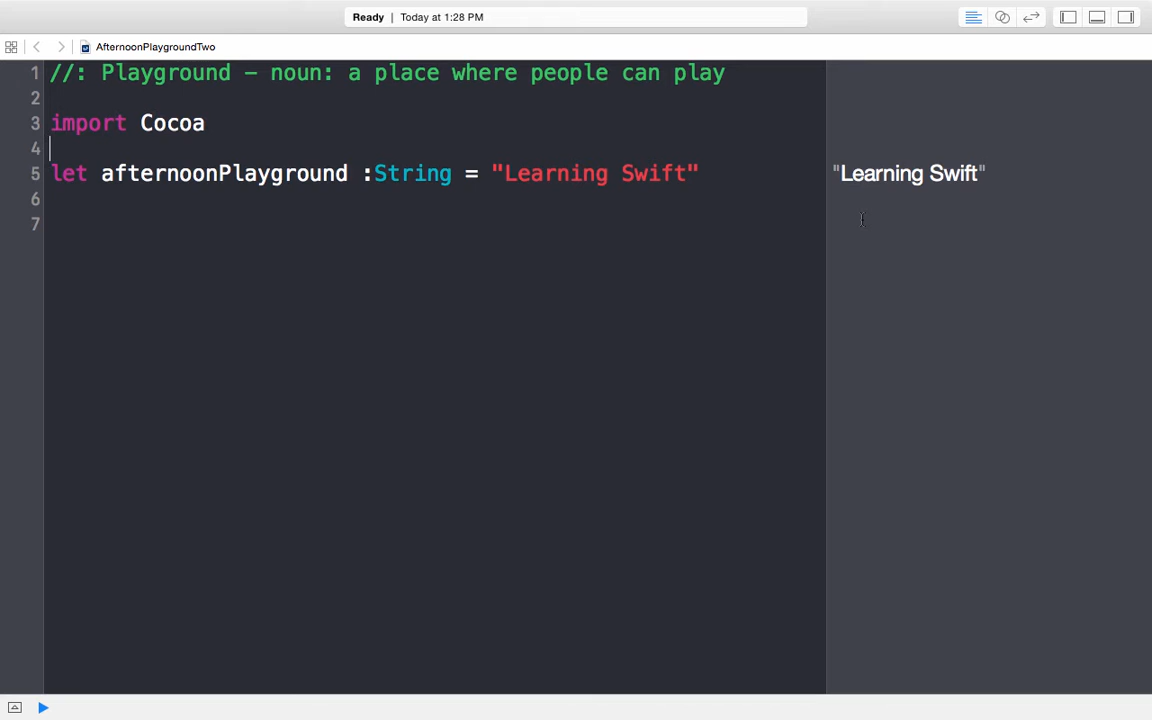 Ready | Today at 1:28 PM
AfternoonPlaygroundTwo
1 //: Playground - noun: a place where people can play
2
3 import Cocoa
4
5 let afternoonPlayground :String = "Learning Swift" "Learning Swift"
6
7